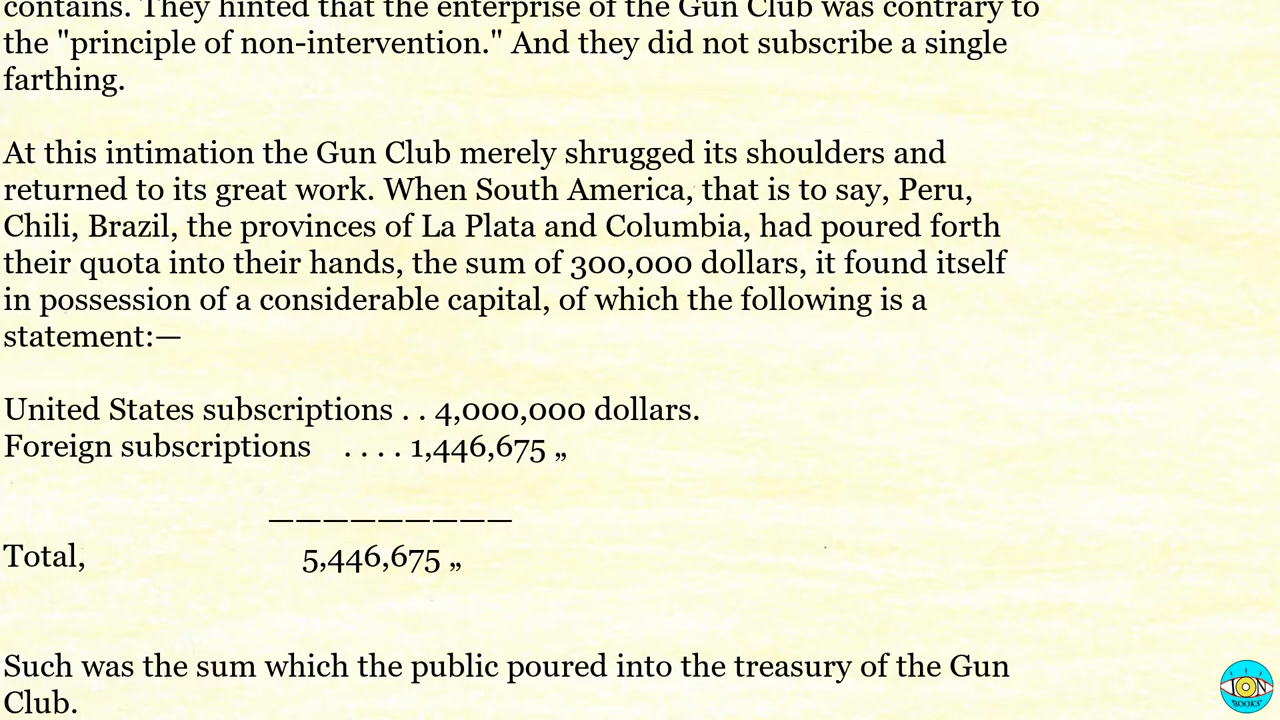 contains. They hinted that the enterprise of the Gun Club was contrary to
the "principle of non-intervention." And they did not subscribe a single
farthing.
At this intimation the Gun Club merely shrugged its shoulders and
returned to its great work. When South America, that is to say, Peru,
Chili, Brazil, the provinces of La Plata and Columbia, had poured forth
their quota into their hands, the sum of 300,000 dollars, it found itself
in possession of a considerable capital, of which the following is a
statement:—
United States subscriptions . . 4,000,000 dollars.
Foreign subscriptions . . . . 1,446,675 „
—————————
Total, 5,446,675 „
Such was the sum which the public poured into the treasury of the Gun
Club.
ION
BOOKS